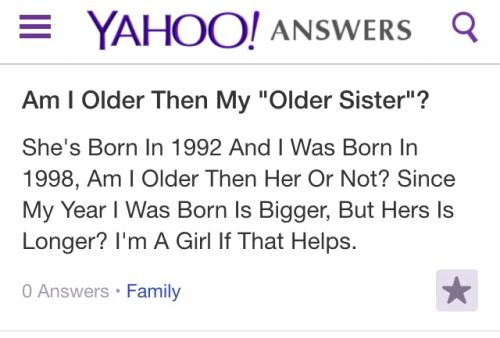 YAHOO! ANSWERS
Am I Older Then My "Older Sister"?
She's Born In 1992 And I Was Born In
1998, Am I Older Then Her Or Not? Since
My Year I Was Born Is Bigger, But Hers Is
Longer? I'm A Girl If That Helps.
0 Answers • Family